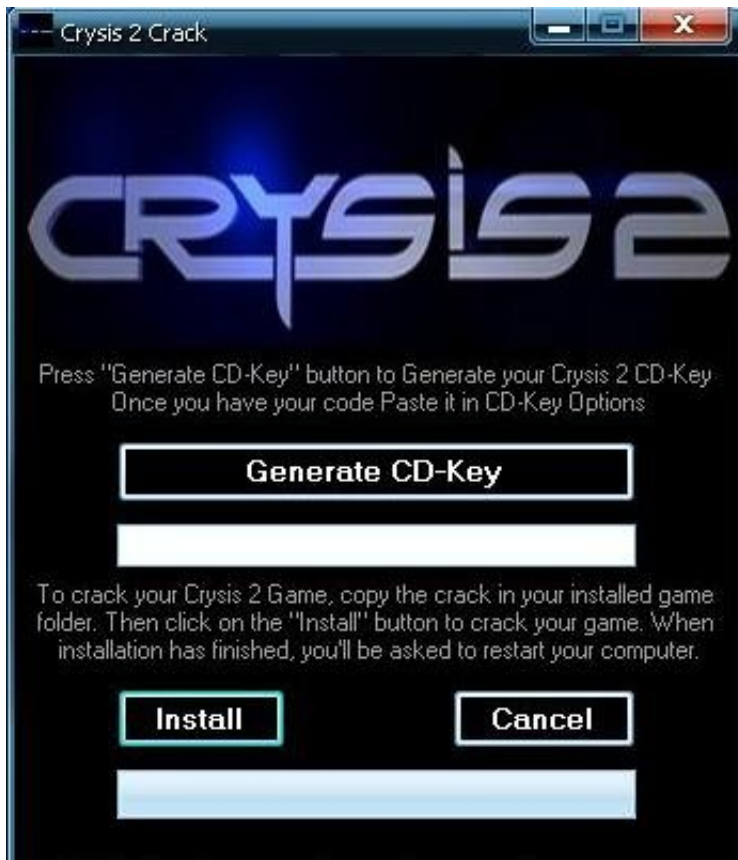 Crysis 2 Crack
CRYSIS 2
Press "Generate CD-Key" button to Generate your Crysis 2 CD-Key
Once you have your code Paste it in CD-Key Options
Generate CD-Key
To crack your Crysis 2 Game, copy the crack in your installed game
folder. Then click on the "Install" button to crack your game. When
installation has finished, you'll be asked to restart your computer.
Install Cancel